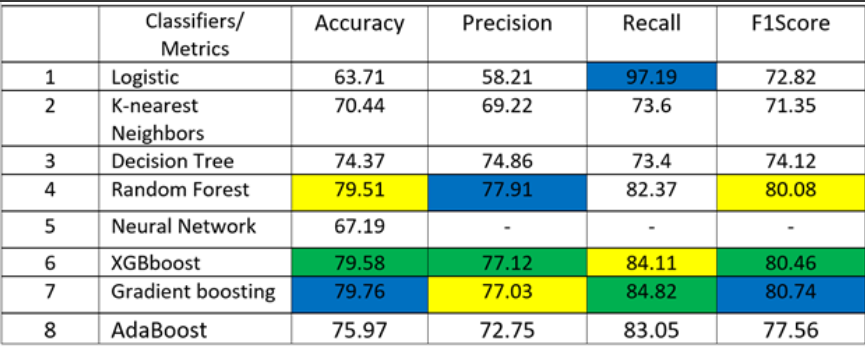 Classifiers/ Accuracy Precision Recall F1Score
Metrics
1 Logistic 63.71 58.21 97.19 72.82
2 K-nearest 70.44 69.22 73.6 71.35
Neighbors
3 Decision Tree 74.37 74.86 73.4 74.12
4 Random Forest 79.51 77.91 82.37 80.08
5 Neural Network 67.19 - - -
6 XGBboost 79.58 77.12 84.11 80.46
7 Gradient boosting 79.76 77.03 84.82 80.74
8 AdaBoost 75.97 72.75 83.05 77.56